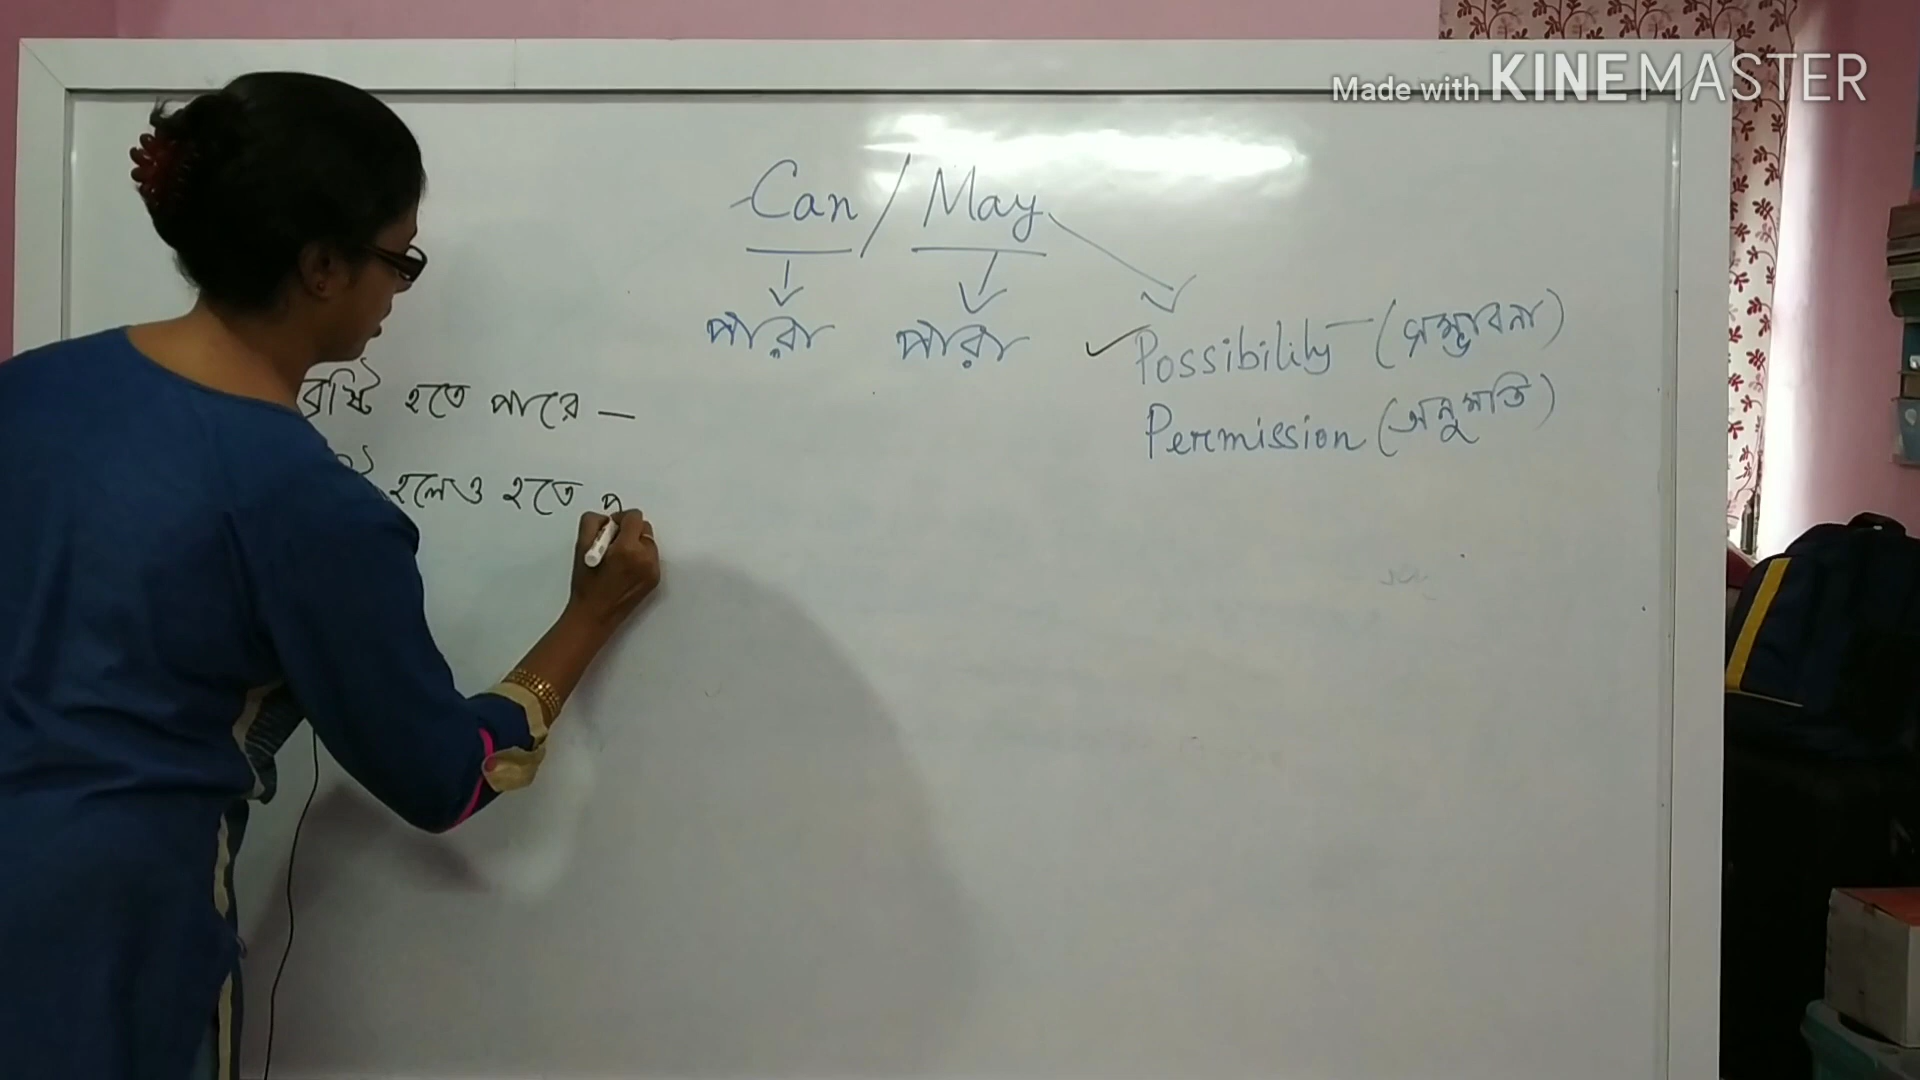 Made with KINEMASTER
Can / May
পারা পারা
✓ Possibility - (সম্ভাবনা)
Permission (অনুমতি)
বৃষ্টি হতে পারে —
হলেও হতে